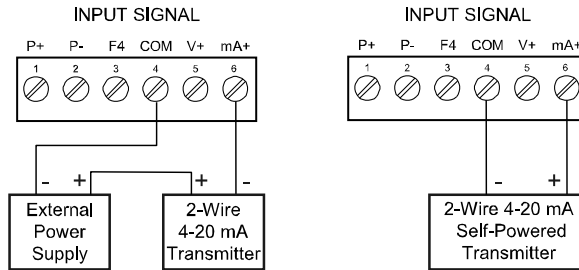 INPUT SIGNAL
P+ P- F4 COM V+ mA+
1 2 3 4 5 6
- + + -
External
Power
Supply
2-Wire
4-20 mA
Transmitter
INPUT SIGNAL
P+ P- F4 COM V+ mA+
1 2 3 4 5 6
- +
2-Wire 4-20 mA
Self-Powered
Transmitter